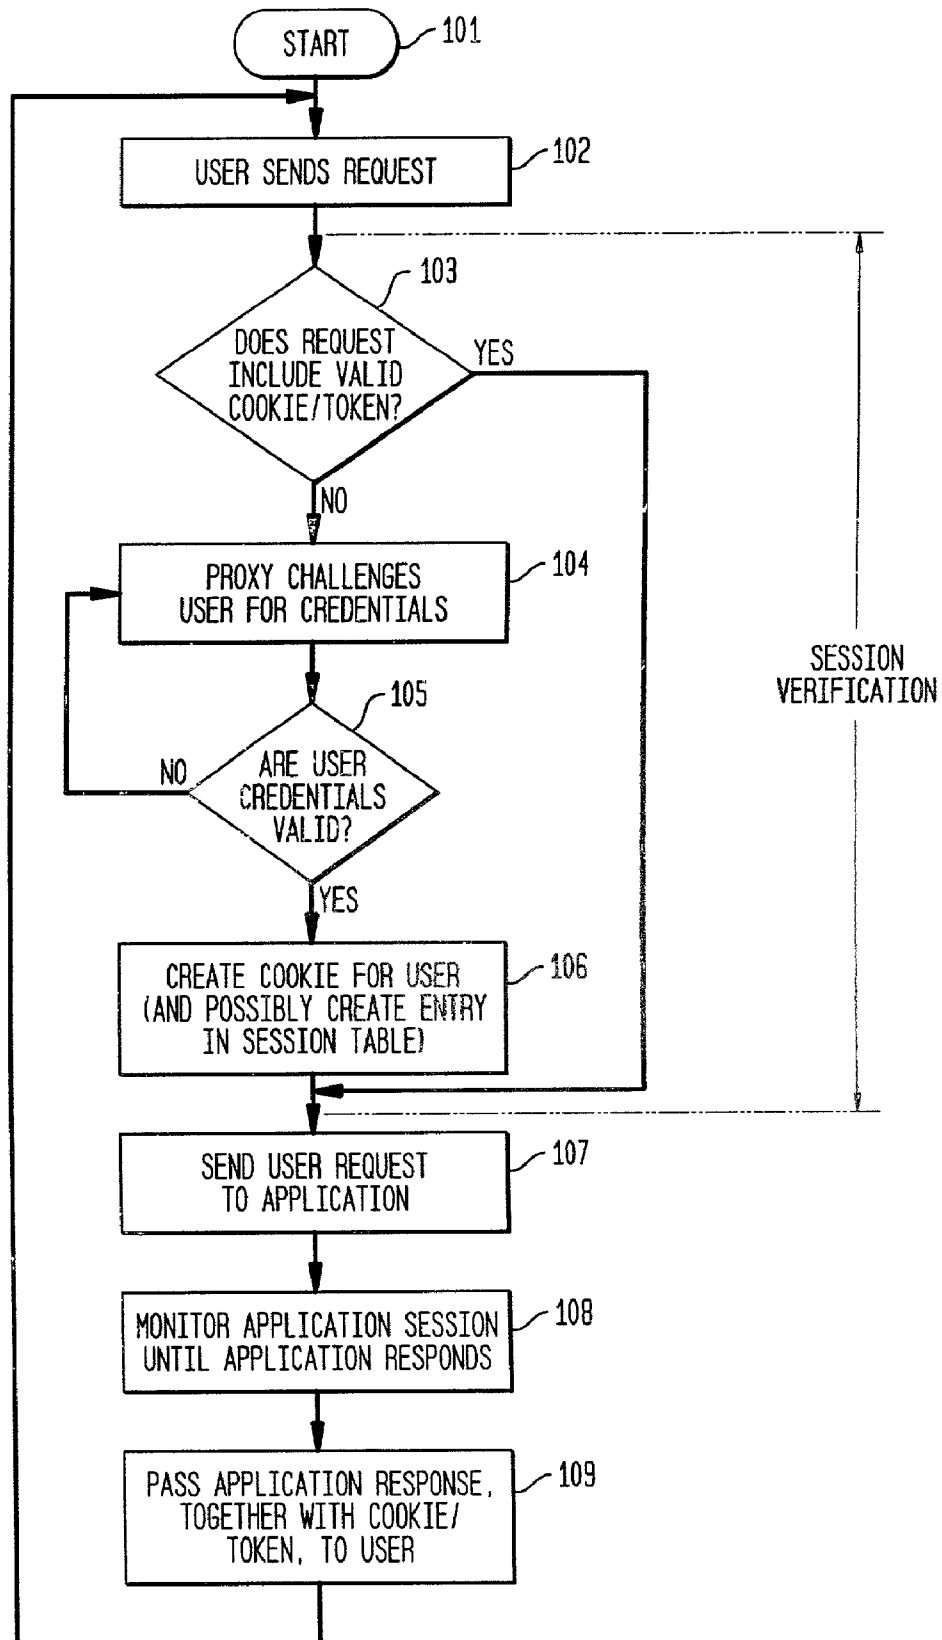 START
101
USER SENDS REQUEST
102
103
DOES REQUEST
INCLUDE VALID
COOKIE/TOKEN?
YES
NO
PROXY CHALLENGES
USER FOR CREDENTIALS
104
SESSION
VERIFICATION
105
ARE USER
CREDENTIALS
VALID?
NO
YES
CREATE COOKIE FOR USER
(AND POSSIBLY CREATE ENTRY
IN SESSION TABLE)
106
SEND USER REQUEST
TO APPLICATION
107
MONITOR APPLICATION SESSION
UNTIL APPLICATION RESPONDS
108
PASS APPLICATION RESPONSE,
TOGETHER WITH COOKIE/
TOKEN, TO USER
109